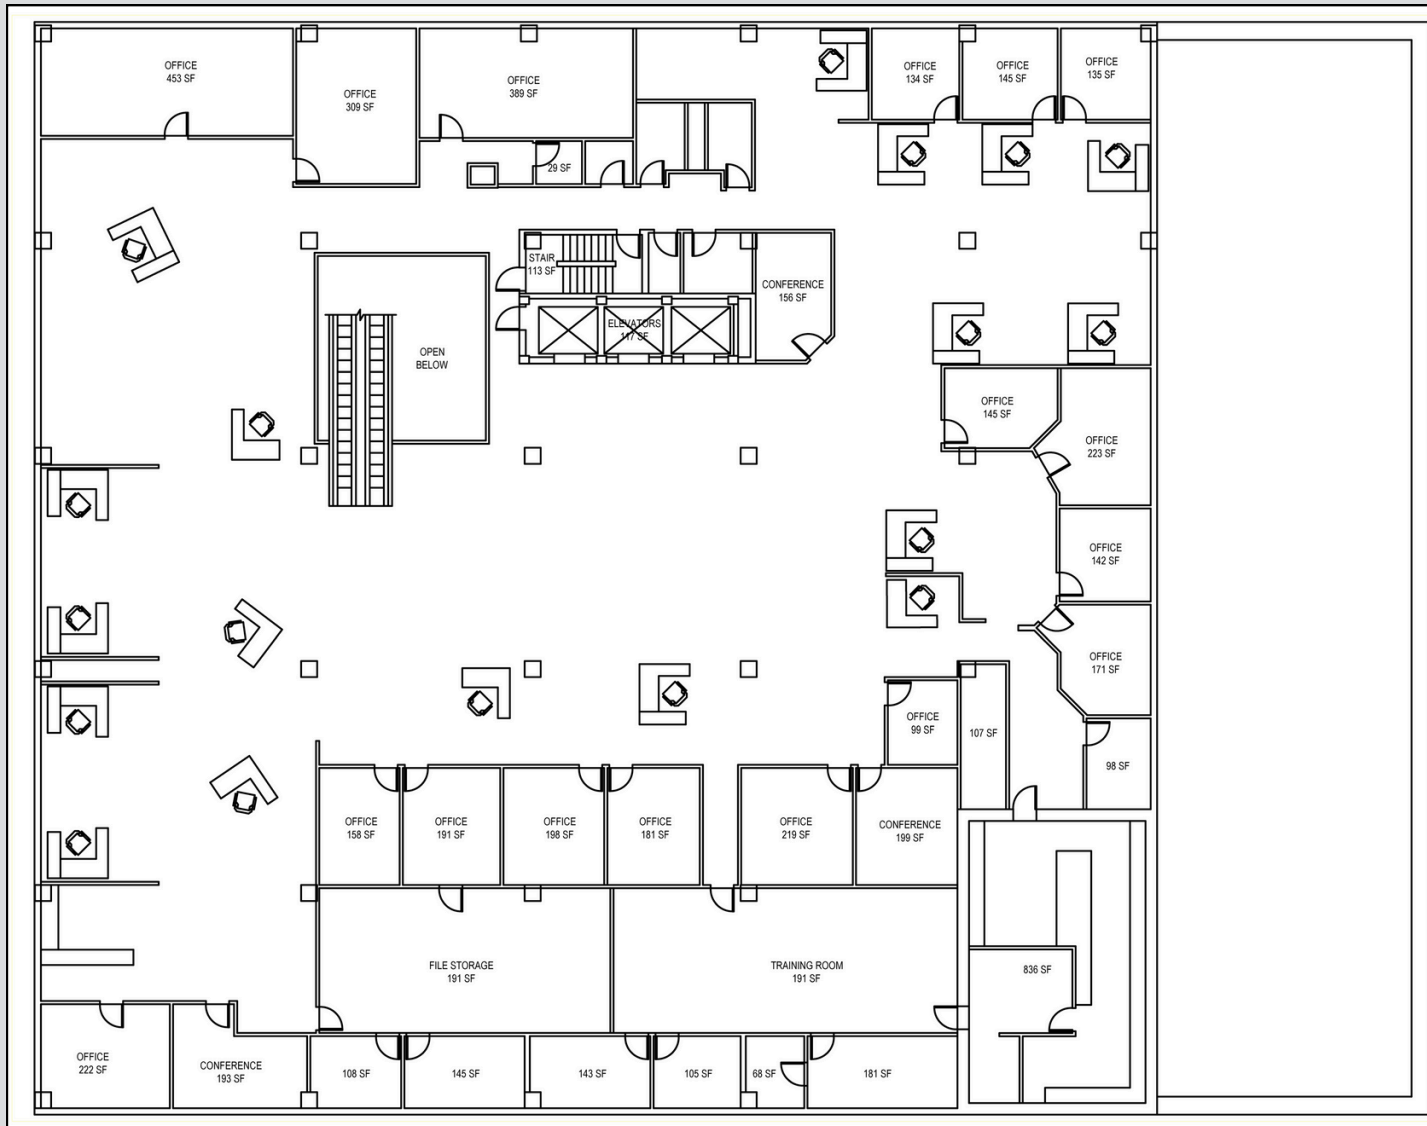 OFFICE
453 SF
OFFICE
309 SF
OFFICE
389 SF
OFFICE
134 SF
OFFICE
145 SF
OFFICE
135 SF
29 SF
STAIR
113 SF
CONFERENCE
156 SF
ELEVATORS
117 SF
OPEN
BELOW
OFFICE
145 SF
OFFICE
223 SF
OFFICE
142 SF
OFFICE
171 SF
OFFICE
99 SF
107 SF
98 SF
OFFICE
158 SF
OFFICE
191 SF
OFFICE
198 SF
OFFICE
181 SF
OFFICE
219 SF
CONFERENCE
199 SF
FILE STORAGE
191 SF
TRAINING ROOM
191 SF
836 SF
OFFICE
222 SF
CONFERENCE
193 SF
108 SF
145 SF
143 SF
105 SF
68 SF
181 SF